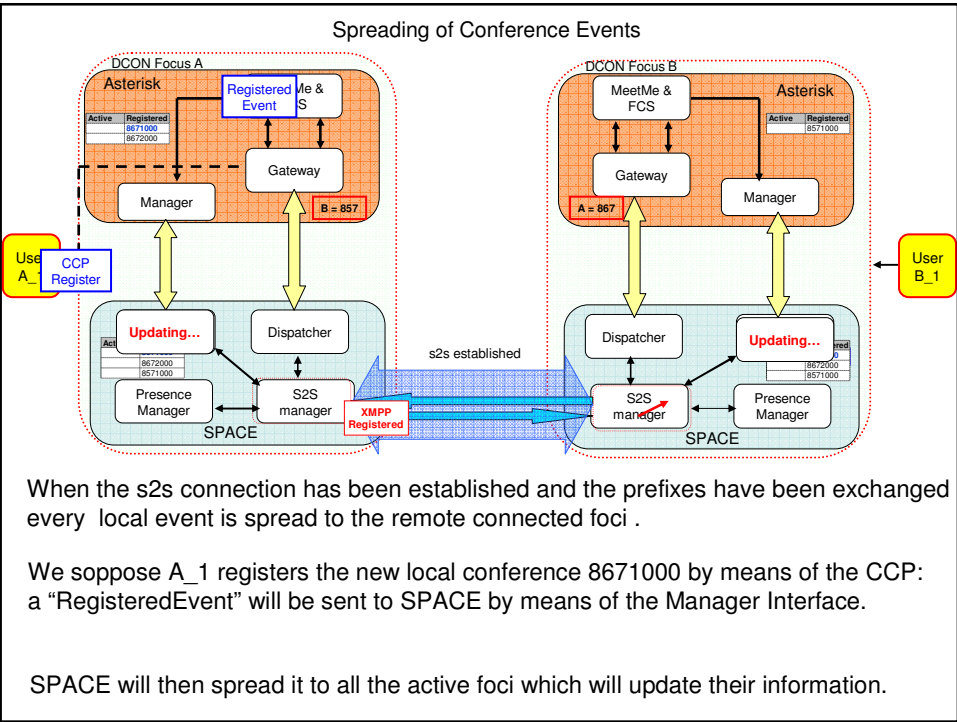 Spreading of Conference Events
DCON Focus A
Asterisk
Registered
Event
Me &
S
Active Registered
8671000
8672000
Gateway
Manager
B = 857
User
A_1
CCP
Register
Updating…
Dispatcher
8672000
8571000
Presence
Manager
S2S
manager
SPACE
XMPP
Registered
s2s established
DCON Focus B
MeetMe &
FCS
Asterisk
Active Registered
8571000
Gateway
Manager
A = 867
User
B_1
Dispatcher
Updating…
8672000
8571000
S2S
manager
Presence
Manager
SPACE
When the s2s connection has been established and the prefixes have been exchanged
every local event is spread to the remote connected foci .
We soppose A_1 registers the new local conference 8671000 by means of the CCP:
a “RegisteredEvent” will be sent to SPACE by means of the Manager Interface.
SPACE will then spread it to all the active foci which will update their information.